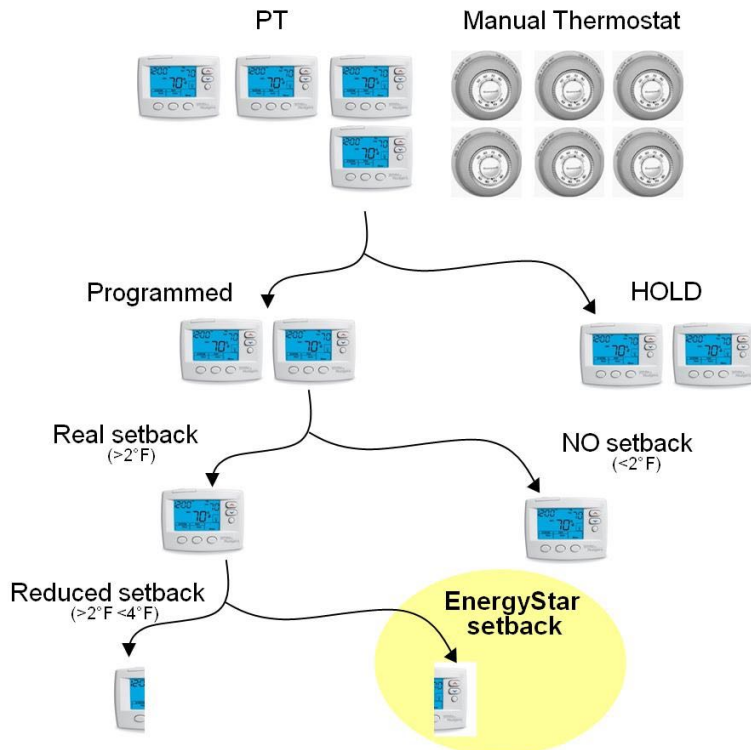 PT
Manual Thermostat
Programmed
HOLD
Real setback
(>2°F)
NO setback
(<2°F)
Reduced setback
(>2°F <4°F)
EnergyStar
setback